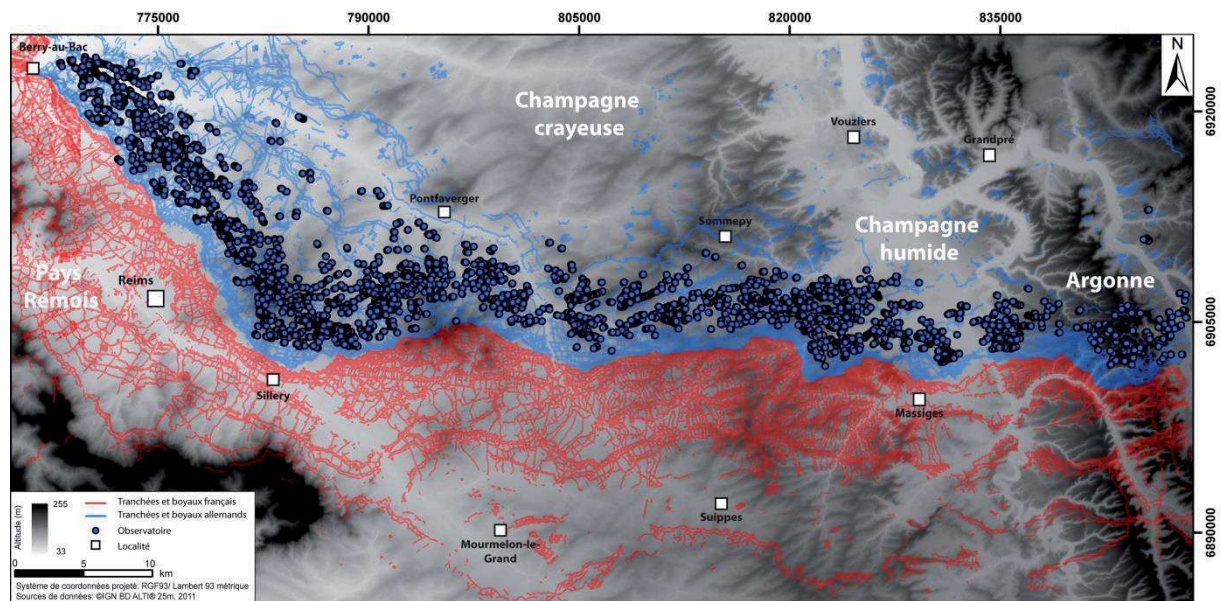 775000
790000
805000
820000
835000
Berry-au-Bac
N
Champagne
crayeuse
Vouziers
6920000
Grandpré
Pontfaverger
Sommepy
Champagne
humide
Pays
Rémois
Reims
Argonne
6905000
Sillery
Massiges
Suippes
Mourmelon-le-
Grand
6890000
Altitude (m)
255
33
Tranchées et boyaux français
Tranchées et boyaux allemands
Observatoire
Localité
0
5
10
km
Système de coordonnées projeté: RGF93/ Lambert 93 métrique
Sources de données: ©IGN BD ALTI® 25m, 2011